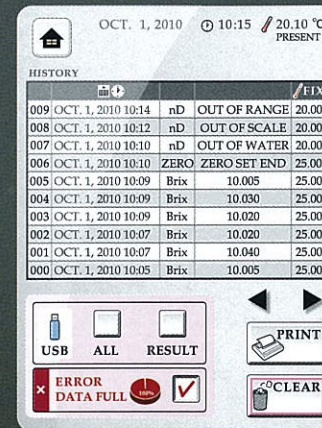 OCT. 1, 2010 10:15 20.10 °C
PRESENT
HISTORY
FIX
009 OCT. 1, 2010 10:14 nD OUT OF RANGE 20.00
008 OCT. 1, 2010 10:12 nD OUT OF SCALE 20.00
007 OCT. 1, 2010 10:10 nD OUT OF WATER 20.00
006 OCT. 1, 2010 10:10 ZERO ZERO SET END 25.00
005 OCT. 1, 2010 10:09 Brix 10.005 25.00
004 OCT. 1, 2010 10:09 Brix 10.030 25.00
003 OCT. 1, 2010 10:09 Brix 10.020 25.00
002 OCT. 1, 2010 10:07 Brix 10.020 25.00
001 OCT. 1, 2010 10:07 Brix 10.040 25.00
000 OCT. 1, 2010 10:05 Brix 10.005 25.00
USB ALL RESULT
PRINT
ERROR
DATA FULL 100%
CLEAR